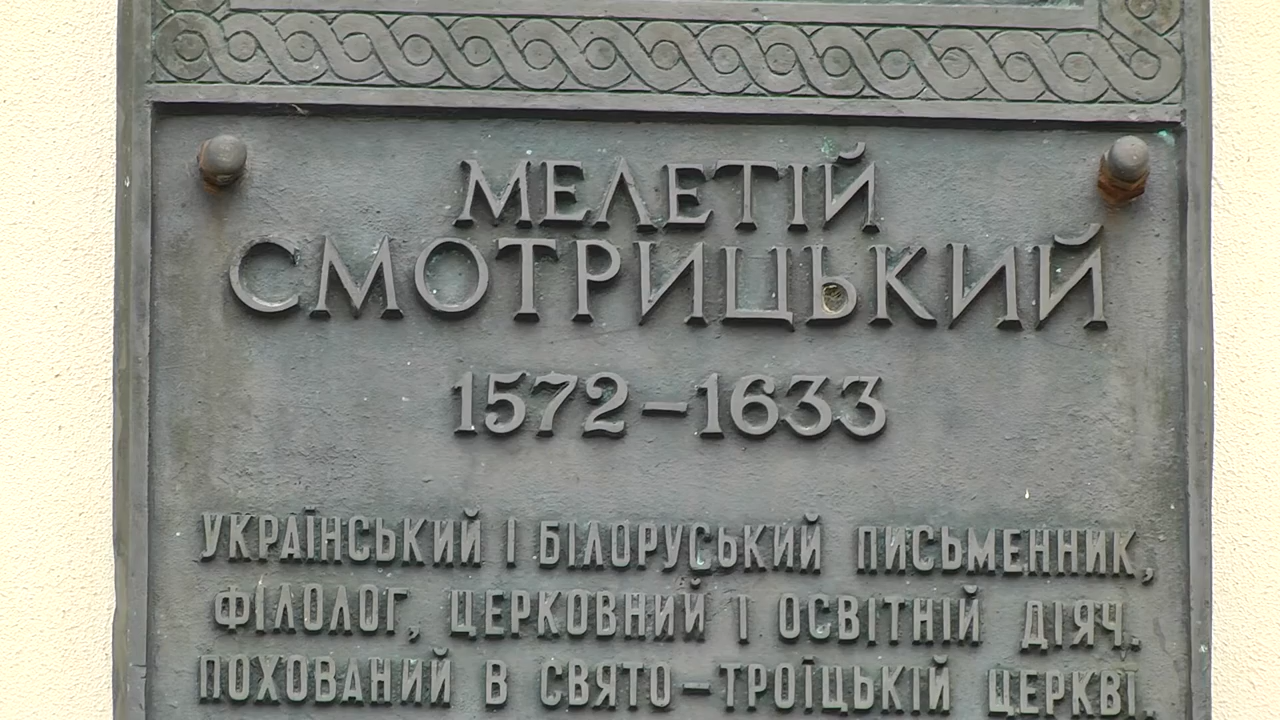 МЕЛЕТІЙ
СМОТРИЦЬКИЙ
1572–1633
УКРАЇНСЬКИЙ І БІЛОРУСЬКИЙ ПИСЬМЕННИК,
ФІЛОЛОГ, ЦЕРКОВНИЙ І ОСВІТНІЙ ДІЯЧ.
ПОХОВАНИЙ В СВЯТО–ТРОЇЦЬКІЙ ЦЕРКВІ.